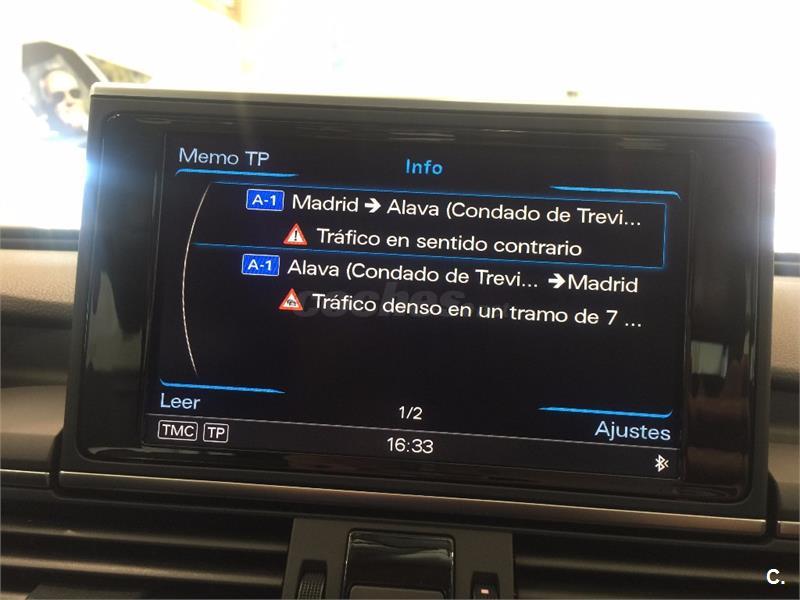 Memo TP
Info
A-1 Madrid → Alava (Condado de Trevi...
Tráfico en sentido contrario
A-1 Alava (Condado de Trevi... → Madrid
Tráfico denso en un tramo de 7 ...
coches
Leer
1/2
Ajustes
TMC TP
16:33
C.